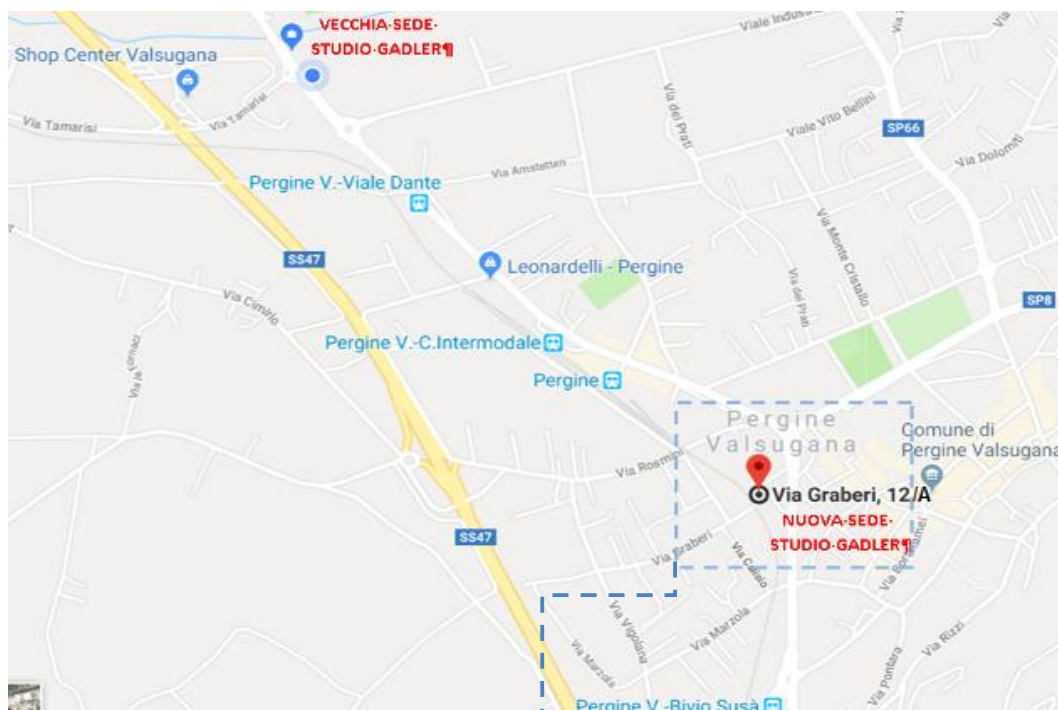 VECCHIA·SEDE·
STUDIO·GADLER¶
Viale Industria
Shop Center Valsugana
Via Tamarisi
Via Tamarisi
Via dei Prati
Viale Vito Bellini
SP66
Via Dolomiti
Via Amstetten
Pergine V.-Viale Dante
SS47
Leonardelli - Pergine
Via Monte Cristallo
Via dei Prati
Via Cimirlo
SP8
Pergine V.-C.Intermodale
Via le Fornaci
Pergine
Pergine
Valsugana
Comune di
Pergine Valsugana
Via Rosmini
Via Graberi, 12/A
NUOVA·SEDE·
STUDIO·GADLER¶
SS47
Via Graberi
Via Vigolana
Via Marzola
Via Marzola
Via Rizzi
Via Pontara
Pergine V.-Bivio Susà